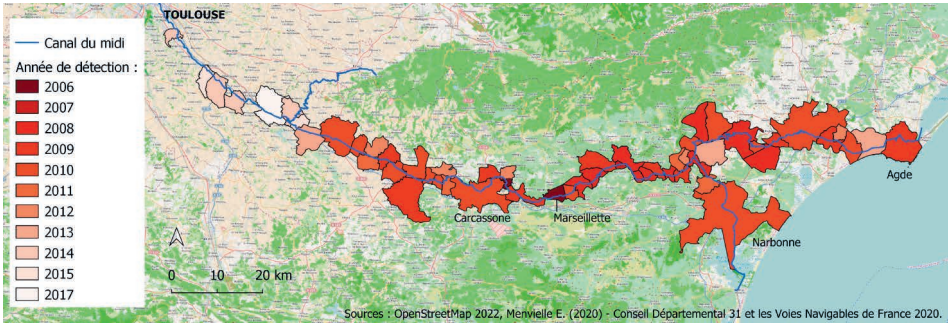 TOULOUSE
Canal du midi
Année de détection :
2006
2007
2008
2009
2010
2011
2012
2013
2014
2015
2017
0 10 20 km
Carcassone
Marseillette
Narbonne
Agde
Sources : OpenStreetMap 2022, Menvielle E. (2020) - Conseil Départemental 31 et les Voies Navigables de France 2020.